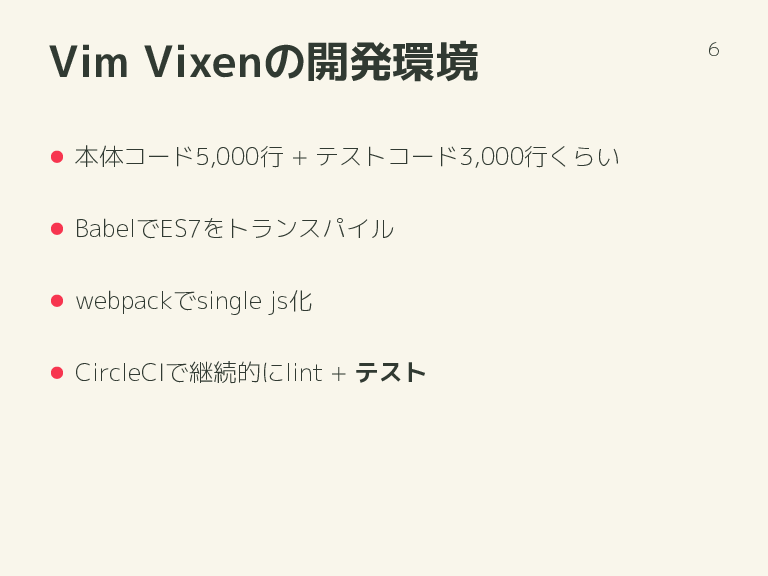 Vim Vixenの開発環境
6
本体コード5,000行 + テストコード3,000行くらい
BabelでES7をトランスパイル
webpackでsingle js化
CircleCIで継続的にlint + テスト